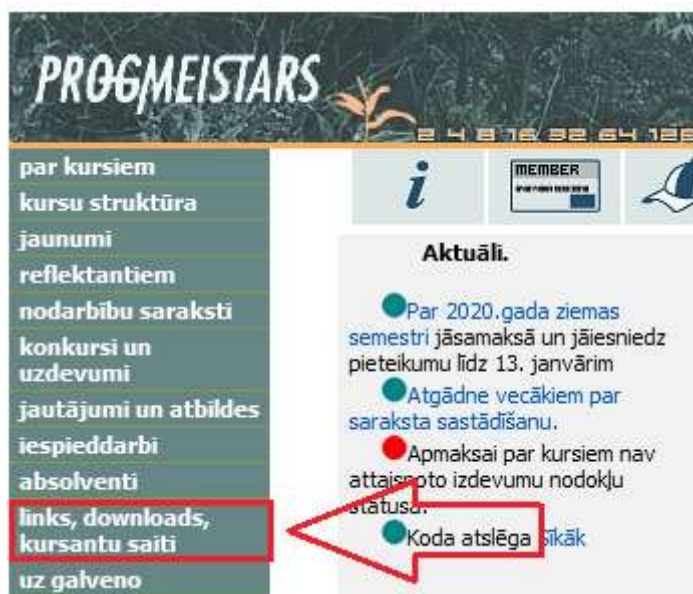 PROGMEISTARS
2 4 8 16 32 64 128
par kursiem
kursu struktūra
jaunumi
reflektantiem
nodarbību saraksti
konkursi un
uzdevumi
jautājumi un atbildes
iespieddarbi
absolventi
links, downloads,
kursantu saiti
uz galveno
i
MEMBER
Aktuāli.
Par 2020.gada ziemas
semestri jāsamaksā un jāiesniedz
pieteikumu līdz 13. janvārim
Atgādne vecākiem par
saraksta sastādīšanu.
Apmaksai par kursiem nav
attaisnoto izdevumu nodokļu
statusa.
Koda atslēga sīkāk